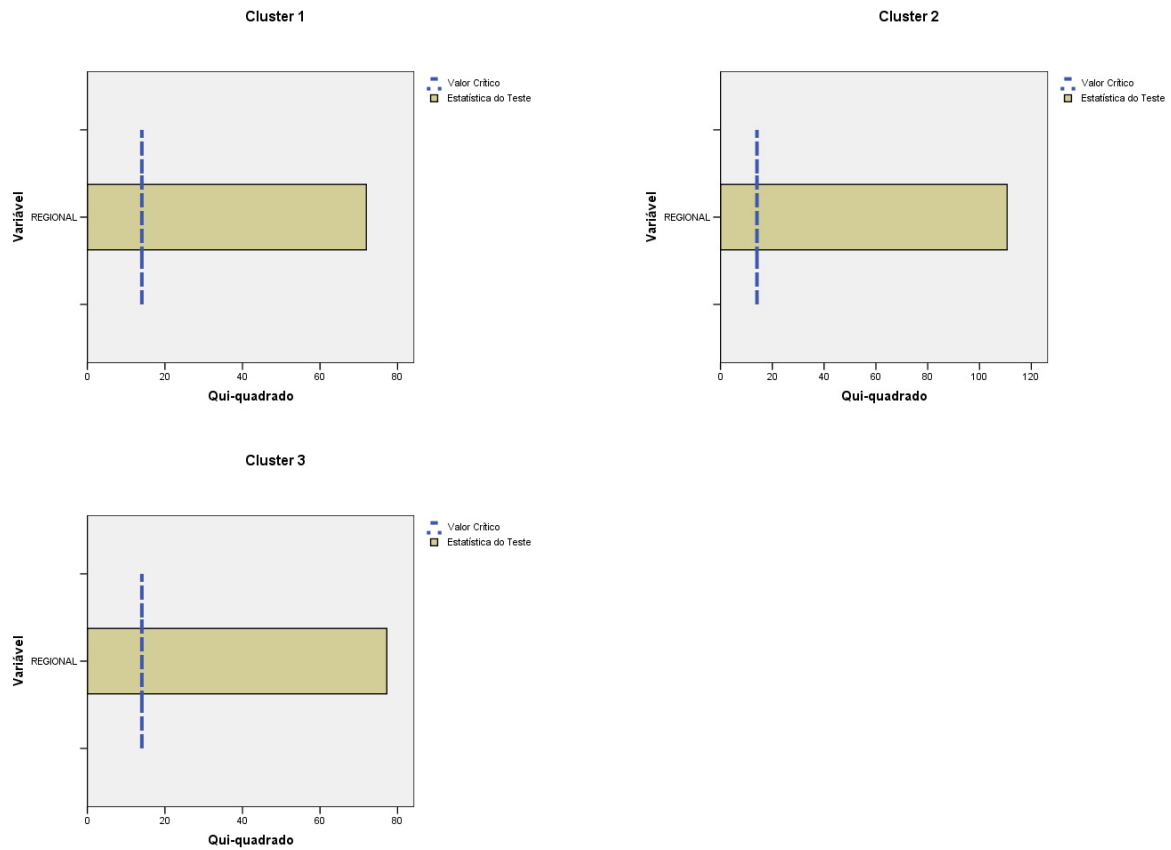 Cluster 1
Valor Crítico
Estatística do Teste
Variável
REGIONAL
0 20 40 60 80
Qui-quadrado
Cluster 2
Valor Crítico
Estatística do Teste
Variável
REGIONAL
0 20 40 60 80 100 120
Qui-quadrado
Cluster 3
Valor Crítico
Estatística do Teste
Variável
REGIONAL
0 20 40 60 80
Qui-quadrado